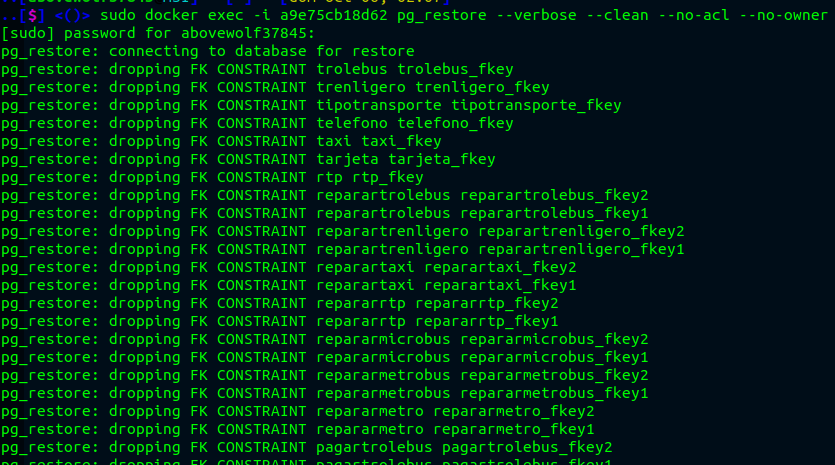 ..[$] <()> sudo docker exec -i a9e75cb18d62 pg_restore --verbose --clean --no-acl --no-owner
[sudo] password for abovewolf37845:
pg_restore: connecting to database for restore
pg_restore: dropping FK CONSTRAINT trolebus trolebus_fkey
pg_restore: dropping FK CONSTRAINT trenligero trenligero_fkey
pg_restore: dropping FK CONSTRAINT tipotransporte tipotransporte_fkey
pg_restore: dropping FK CONSTRAINT telefono telefono_fkey
pg_restore: dropping FK CONSTRAINT taxi taxi_fkey
pg_restore: dropping FK CONSTRAINT tarjeta tarjeta_fkey
pg_restore: dropping FK CONSTRAINT rtp rtp_fkey
pg_restore: dropping FK CONSTRAINT reparartrolebus reparartrolebus_fkey2
pg_restore: dropping FK CONSTRAINT reparartrolebus reparartrolebus_fkey1
pg_restore: dropping FK CONSTRAINT reparartrenligero reparartrenligero_fkey2
pg_restore: dropping FK CONSTRAINT reparartrenligero reparartrenligero_fkey1
pg_restore: dropping FK CONSTRAINT reparartaxi reparartaxi_fkey2
pg_restore: dropping FK CONSTRAINT reparartaxi reparartaxi_fkey1
pg_restore: dropping FK CONSTRAINT repararrtp repararrtp_fkey2
pg_restore: dropping FK CONSTRAINT repararrtp repararrtp_fkey1
pg_restore: dropping FK CONSTRAINT repararmicrobus repararmicrobus_fkey2
pg_restore: dropping FK CONSTRAINT repararmicrobus repararmicrobus_fkey1
pg_restore: dropping FK CONSTRAINT repararmetrobus repararmetrobus_fkey2
pg_restore: dropping FK CONSTRAINT repararmetrobus repararmetrobus_fkey1
pg_restore: dropping FK CONSTRAINT repararmetro repararmetro_fkey2
pg_restore: dropping FK CONSTRAINT repararmetro repararmetro_fkey1
pg_restore: dropping FK CONSTRAINT pagartrolebus pagartrolebus_fkey2
pg_restore: dropping FK CONSTRAINT pagartrolebus pagartrolebus_fkey1